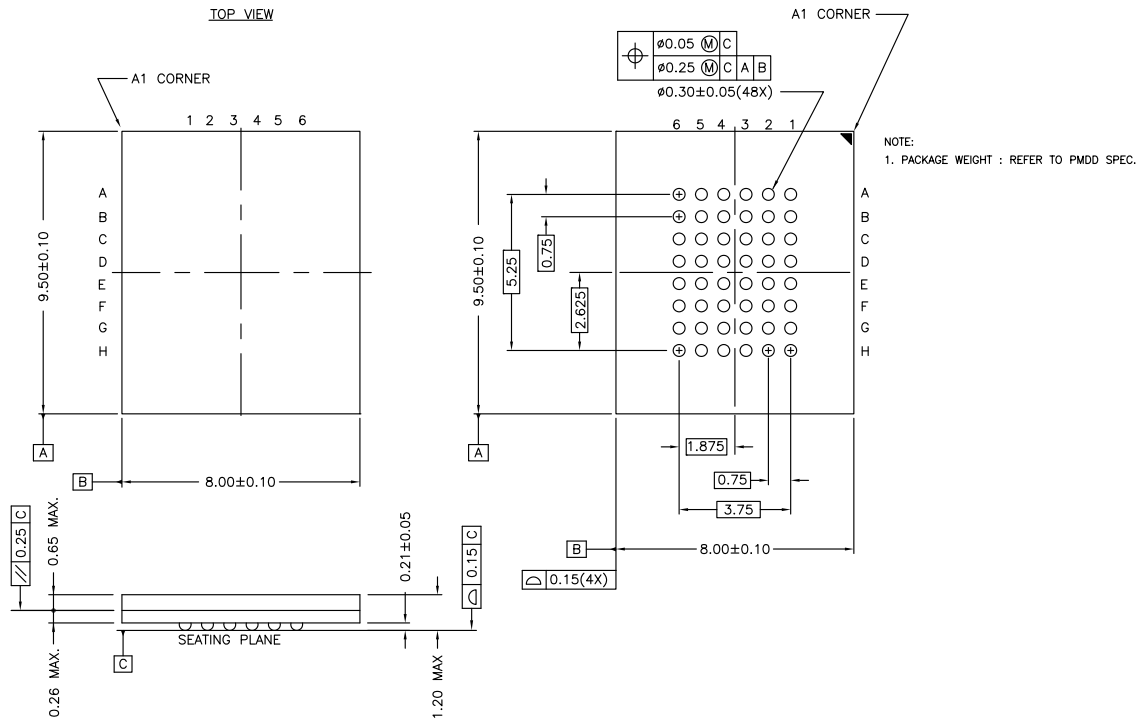 TOP VIEW
A1 CORNER
1 2 3 4 5 6
A
B
C
D
E
F
G
H
9.50±0.10
A
B
8.00±0.10
A1 CORNER
ø0.05 Ⓜ C
ø0.25 Ⓜ C A B
ø0.30±0.05(48X)
6 5 4 3 2 1
NOTE:
1. PACKAGE WEIGHT : REFER TO PMDD SPEC.
A
B
C
D
E
F
G
H
9.50±0.10
5.25
0.75
2.625
A
1.875
0.75
3.75
B
8.00±0.10
⌓ 0.15(4X)
// 0.25 C
0.65 MAX.
0.21±0.05
⌓ 0.15 C
SEATING PLANE
C
0.26 MAX.
1.20 MAX